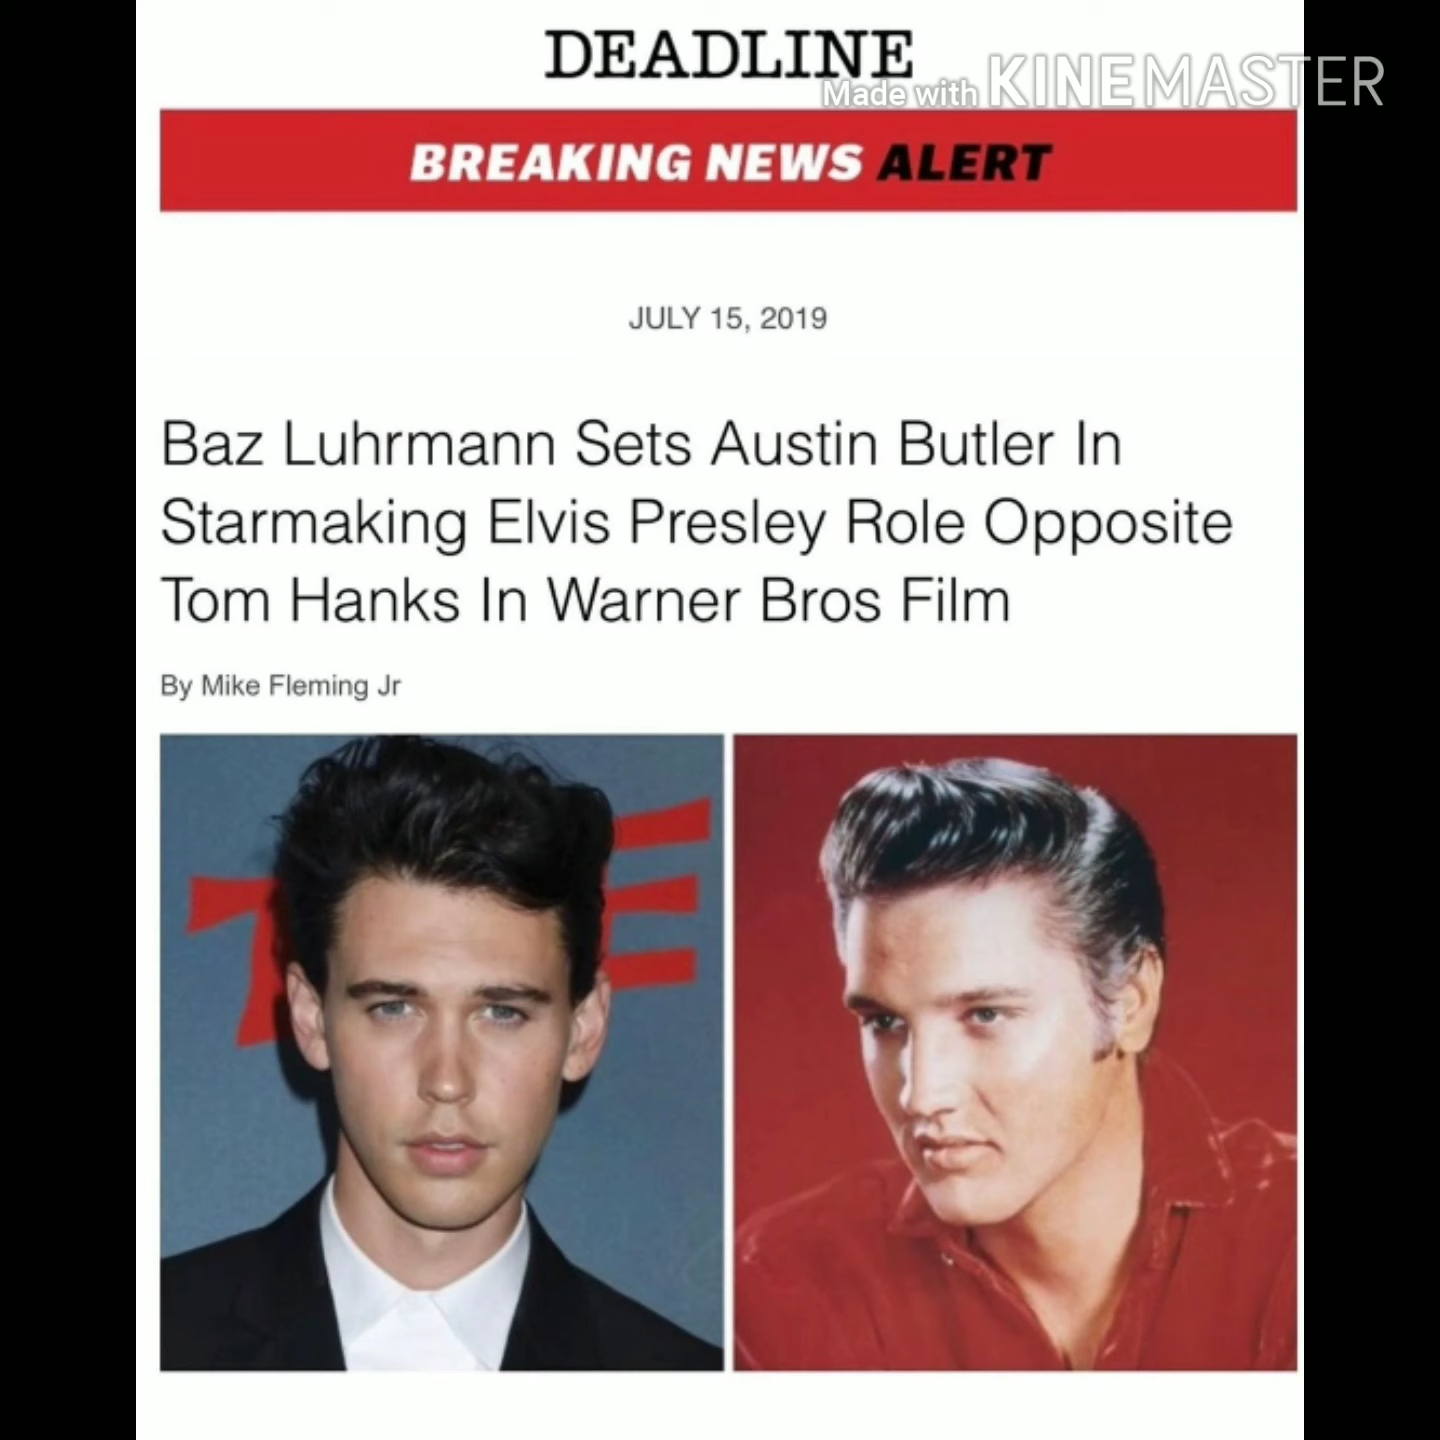 DEADLINE
Made with KINEMASTER
BREAKING NEWS ALERT
JULY 15, 2019
Baz Luhrmann Sets Austin Butler In
Starmaking Elvis Presley Role Opposite
Tom Hanks In Warner Bros Film
By Mike Fleming Jr